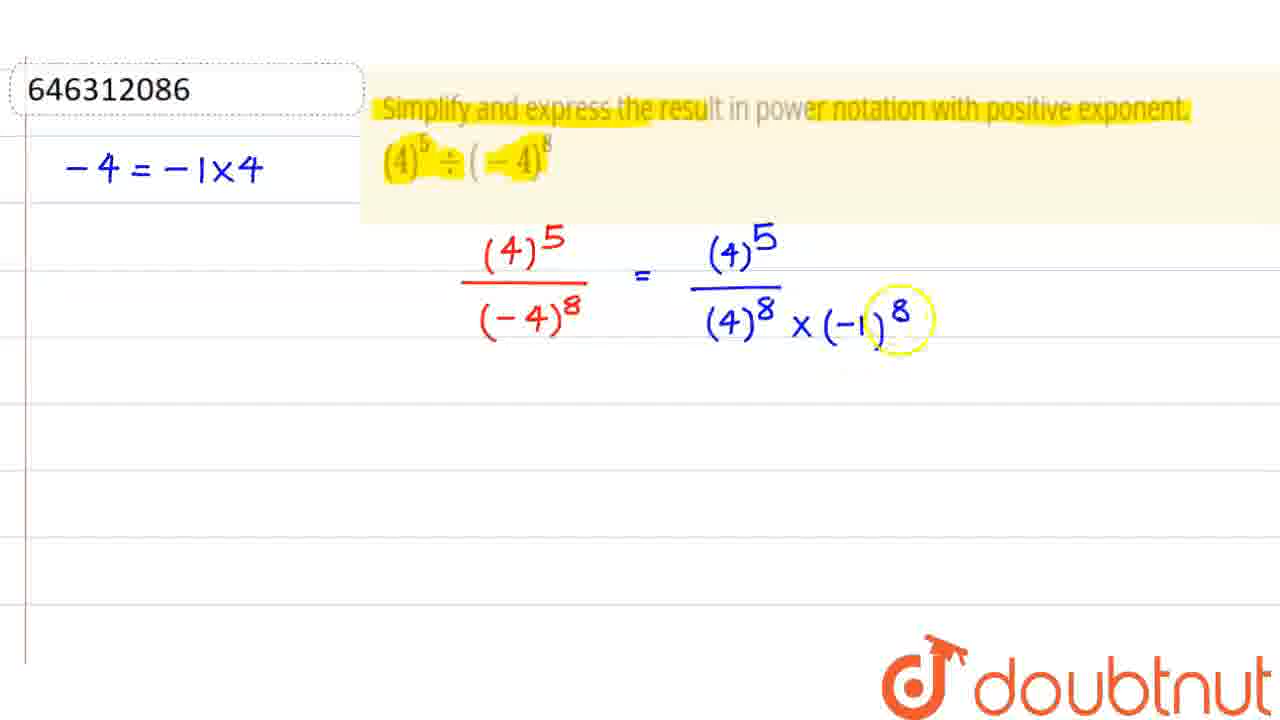 646312086
Simplify and express the result in power notation with positive exponent.
(4)^5 ÷ (−4)^8
-4 = -1 × 4
(4)^5 / (-4)^8 = (4)^5 / (4)^8 × (-1)^8
doubtnut